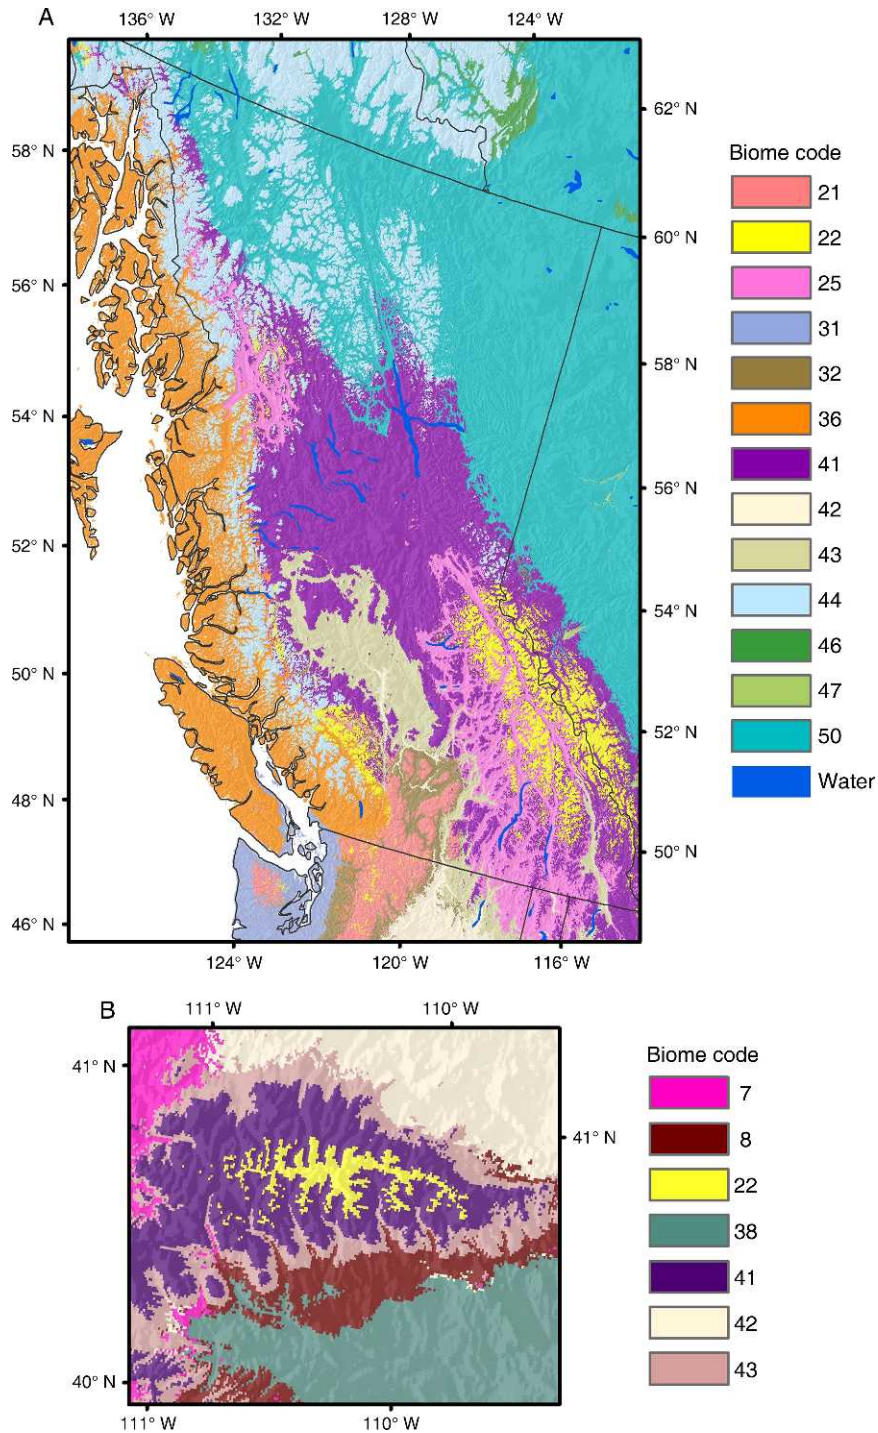 A
136° W 132° W 128° W 124° W
58° N
56° N
54° N
52° N
50° N
48° N
46° N
62° N
60° N
58° N
56° N
54° N
52° N
50° N
124° W 120° W 116° W
Biome code
21
22
25
31
32
36
41
42
43
44
46
47
50
Water
B
111° W 110° W
41° N
40° N
41° N
111° W 110° W
Biome code
7
8
22
38
41
42
43